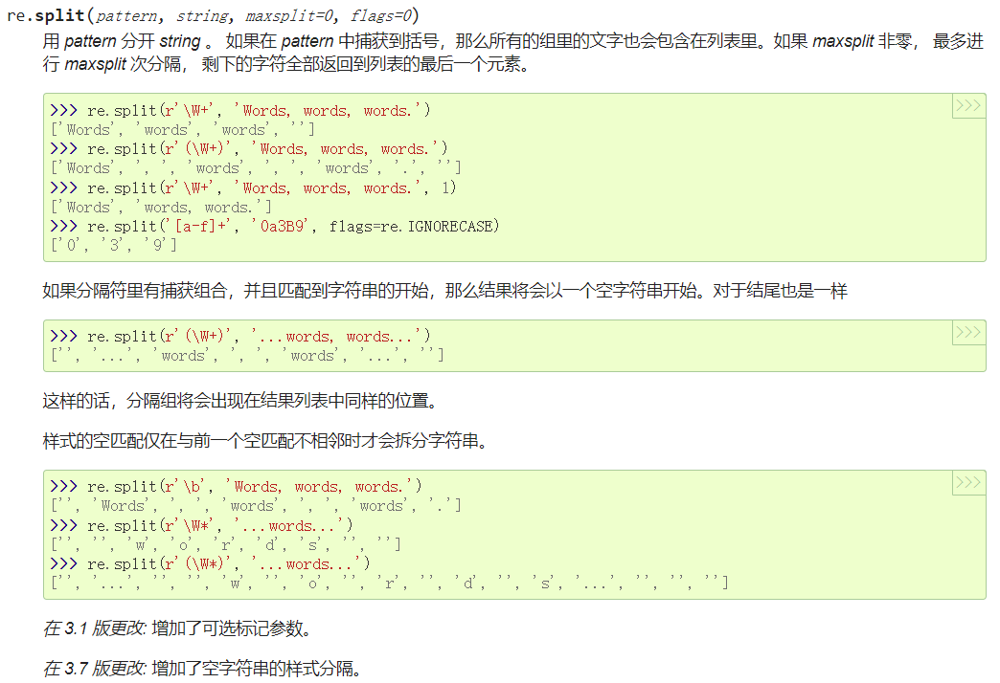 re.split(pattern, string, maxsplit=0, flags=0)
用 pattern 分开 string 。 如果在 pattern 中捕获到括号，那么所有的组里的文字也会包含在列表里。如果 maxsplit 非零， 最多进
行 maxsplit 次分隔， 剩下的字符全部返回到列表的最后一个元素。
>>>
>>> re.split(r'\W+', 'Words, words, words.')
['Words', 'words', 'words', '']
>>> re.split(r'(\W+)', 'Words, words, words.')
['Words', ', ', 'words', ', ', 'words', '.', '']
>>> re.split(r'\W+', 'Words, words, words.', 1)
['Words', 'words, words.']
>>> re.split('[a-f]+', '0a3B9', flags=re.IGNORECASE)
['0', '3', '9']
如果分隔符里有捕获组合，并且匹配到字符串的开始，那么结果将会以一个空字符串开始。对于结尾也是一样
>>>
>>> re.split(r'(\W+)', '...words, words...')
['', '...', 'words', ', ', 'words', '...', '']
这样的话，分隔组将会出现在结果列表中同样的位置。
样式的空匹配仅在与前一个空匹配不相邻时才会拆分字符串。
>>>
>>> re.split(r'\b', 'Words, words, words.')
['', 'Words', ', ', 'words', ', ', 'words', '.']
>>> re.split(r'\W*', '...words...')
['', '', 'w', 'o', 'r', 'd', 's', '', '']
>>> re.split(r'(\W*)', '...words...')
['', '...', '', '', 'w', '', 'o', '', 'r', '', 'd', '', 's', '...', '', '', '']
在 3.1 版更改: 增加了可选标记参数。
在 3.7 版更改: 增加了空字符串的样式分隔。